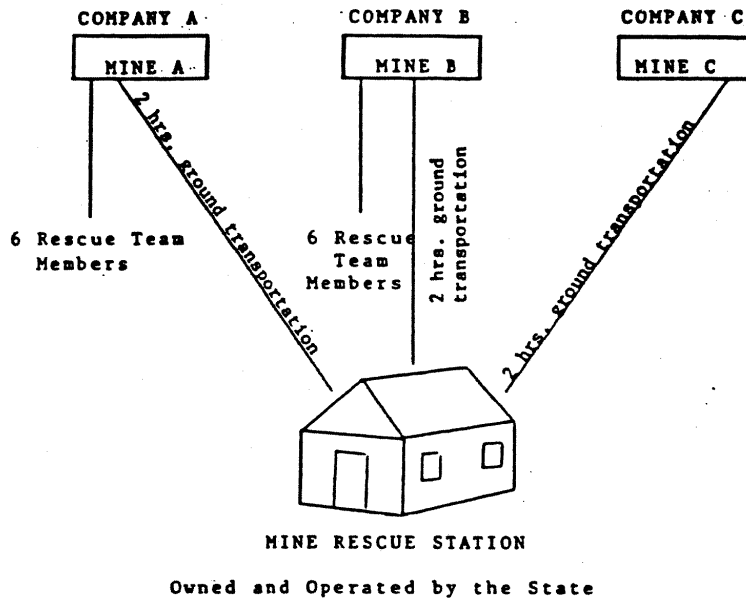 COMPANY A
COMPANY B
COMPANY C
MINE A
MINE B
MINE C
2 hrs. ground transportation
2 hrs. ground
transportation
2 hrs. ground transportation
6 Rescue Team
Members
6 Rescue
Team
Members
MINE RESCUE STATION
Owned and Operated by the State